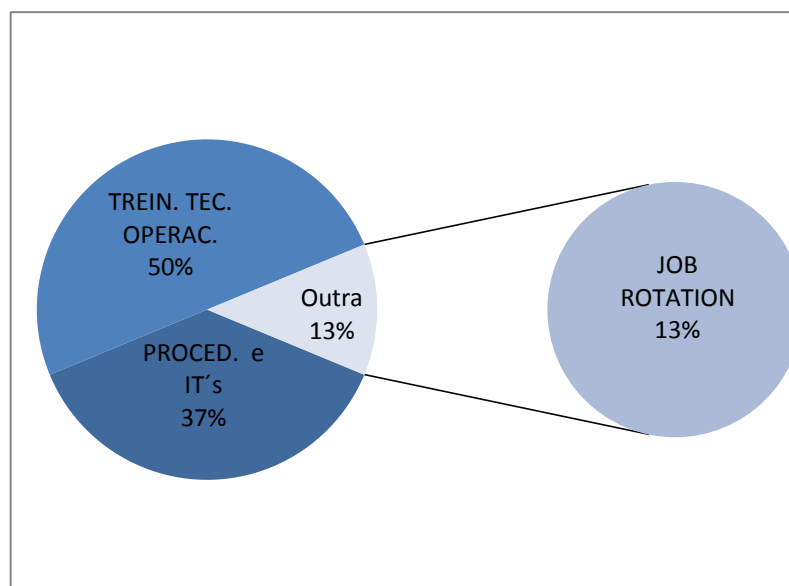 TREIN. TEC.
OPERAC.
50%
Outra
13%
PROCED. e
IT´s
37%
JOB
ROTATION
13%